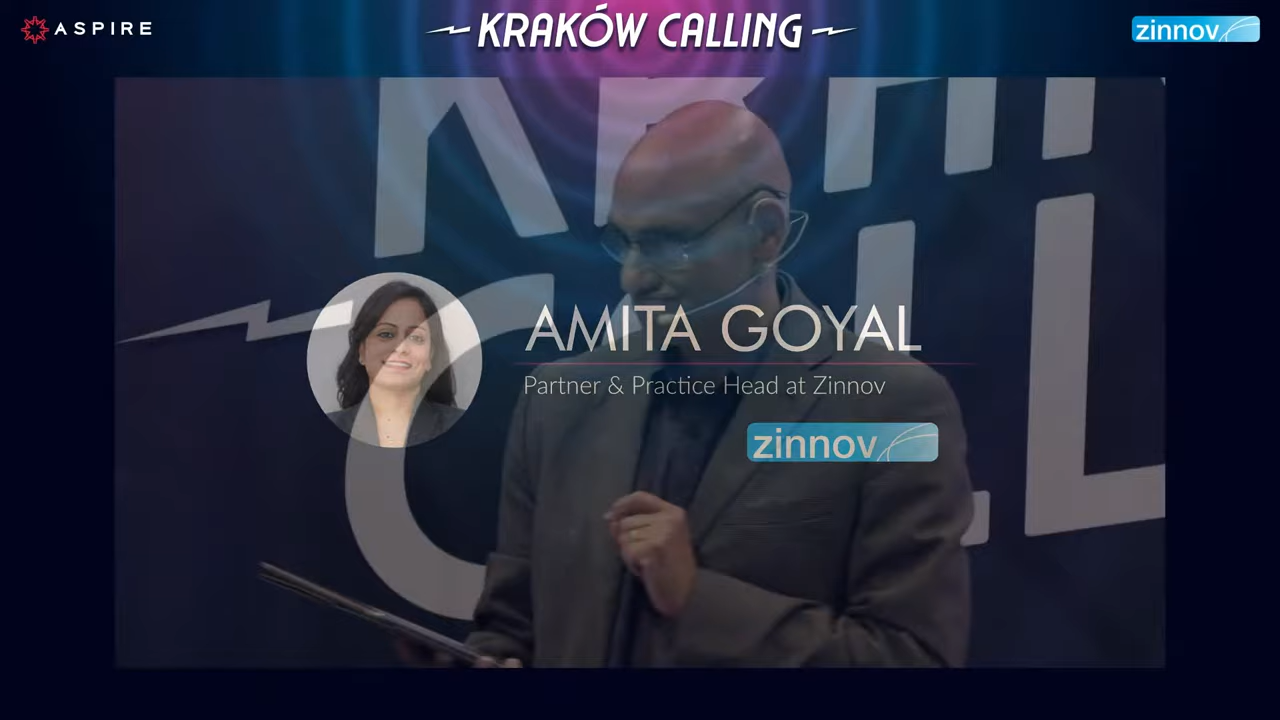 ASPIRE
KRAKÓW CALLING
zinnov
AMITA GOYAL
Partner & Practice Head at Zinnov
zinnov